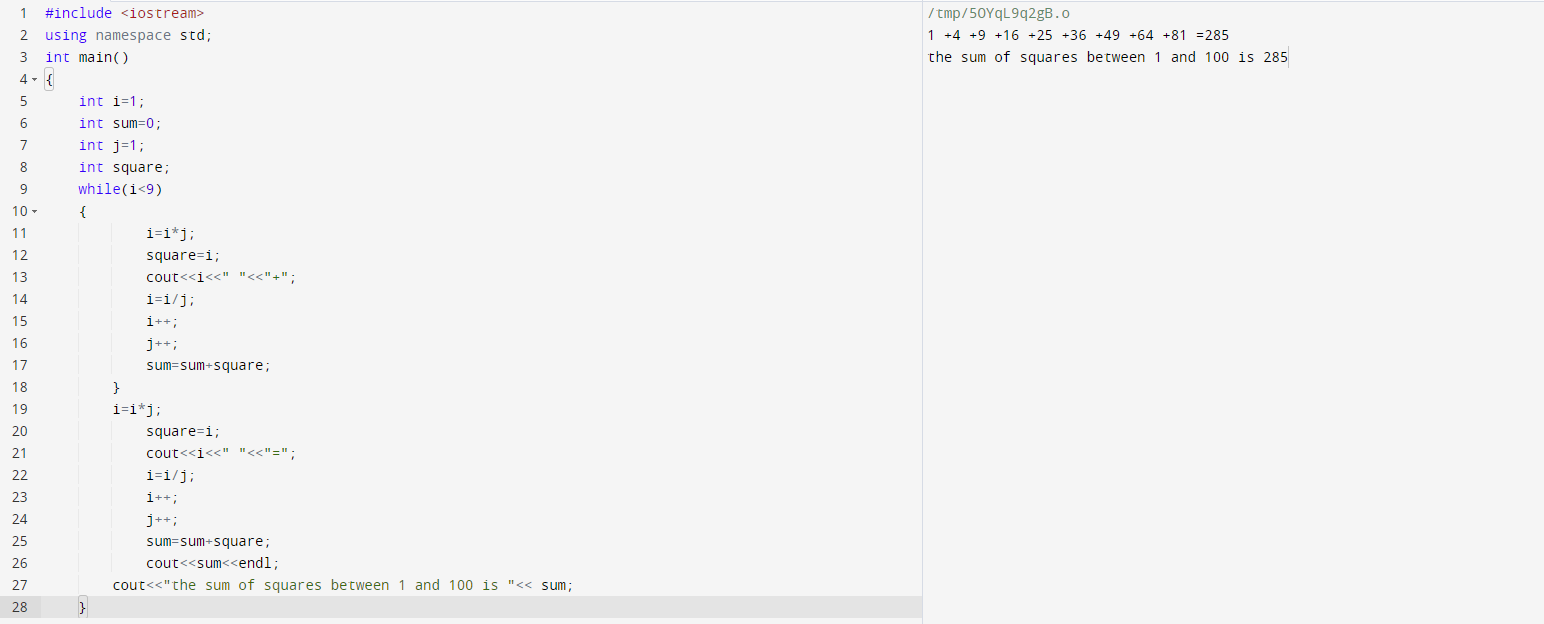 1 #include <iostream>
2 using namespace std;
3 int main()
4 {
5 int i=1;
6 int sum=0;
7 int j=1;
8 int square;
9 while(i<9)
10 {
11 i=i*j;
12 square=i;
13 cout<<i<<" "<<"+";
14 i=i/j;
15 i++;
16 j++;
17 sum=sum+square;
18 }
19 i=i*j;
20 square=i;
21 cout<<i<<" "<<"=";
22 i=i/j;
23 i++;
24 j++;
25 sum=sum+square;
26 cout<<sum<<endl;
27 cout<<"the sum of squares between 1 and 100 is "<< sum;
28 }
/tmp/5OYqL9q2gB.o
1 +4 +9 +16 +25 +36 +49 +64 +81 =285
the sum of squares between 1 and 100 is 285